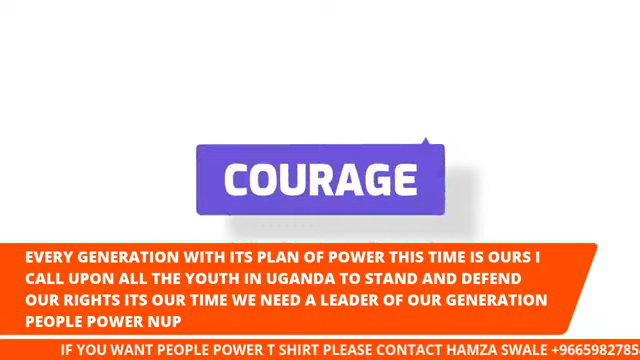 COURAGE
EVERY GENERATION WITH ITS PLAN OF POWER THIS TIME IS OURS I
CALL UPON ALL THE YOUTH IN UGANDA TO STAND AND DEFEND
OUR RIGHTS ITS OUR TIME WE NEED A LEADER OF OUR GENERATION
PEOPLE POWER NUP
IF YOU WANT PEOPLE POWER T SHIRT PLEASE CONTACT HAMZA SWALE +9665982785